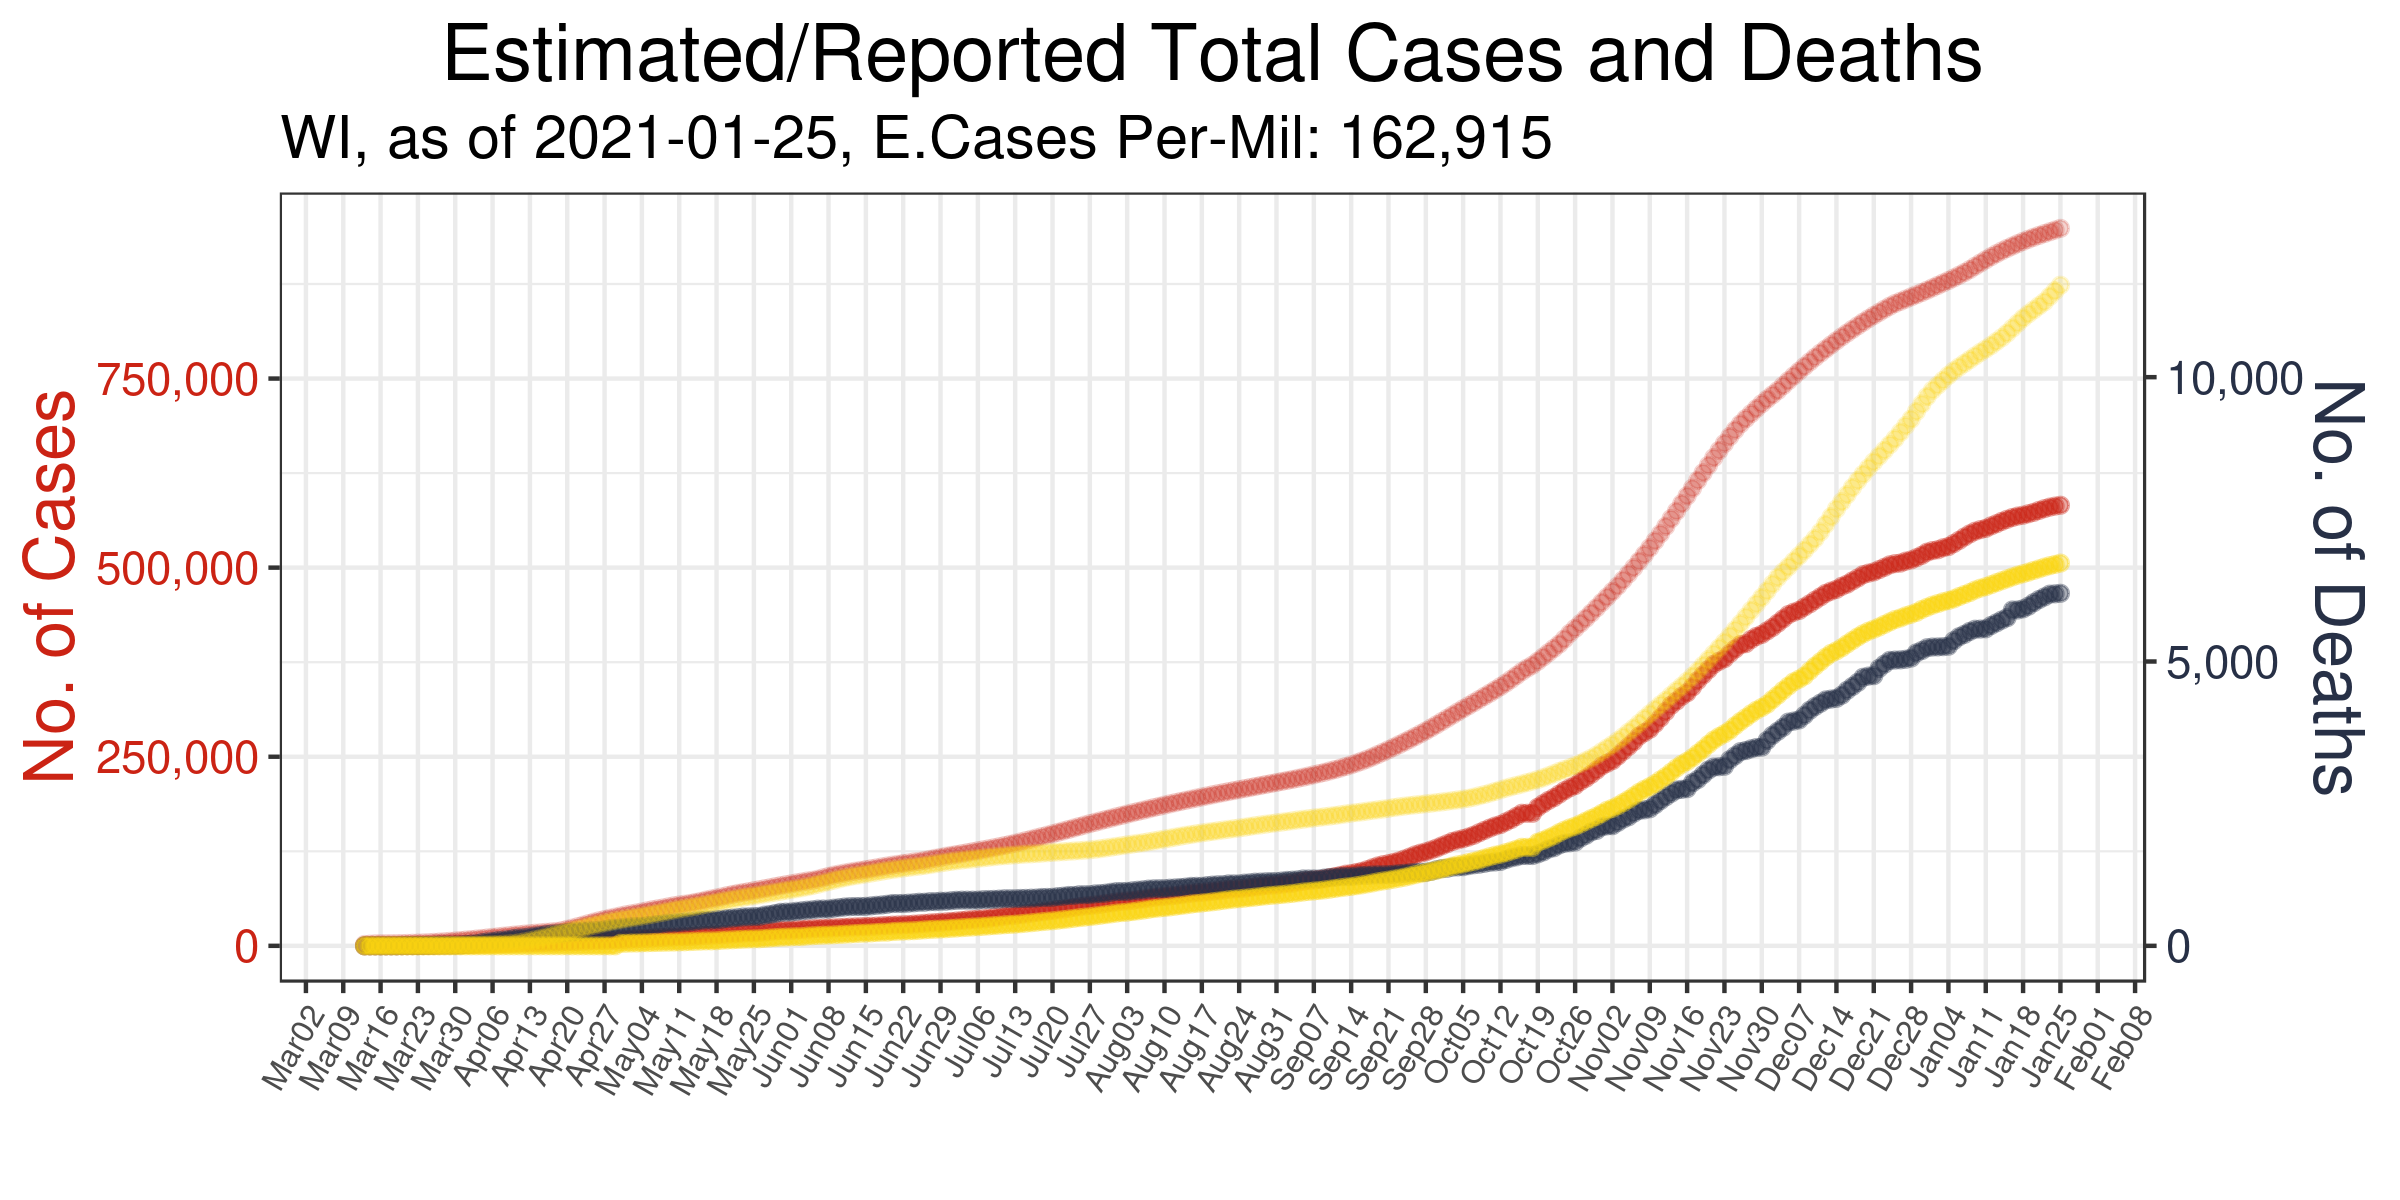 Estimated/Reported Total Cases and Deaths
WI, as of 2021-01-25, E.Cases Per-Mil: 162,915
No. of Cases
750,000
500,000
250,000
0
10,000
5,000
0
No. of Deaths
Mar02
Mar09
Mar16
Mar23
Mar30
Apr06
Apr13
Apr20
Apr27
May04
May11
May18
May25
Jun01
Jun08
Jun15
Jun22
Jun29
Jul06
Jul13
Jul20
Jul27
Aug03
Aug10
Aug17
Aug24
Aug31
Sep07
Sep14
Sep21
Sep28
Oct05
Oct12
Oct19
Oct26
Nov02
Nov09
Nov16
Nov23
Nov30
Dec07
Dec14
Dec21
Dec28
Jan04
Jan11
Jan18
Jan25
Feb01
Feb08